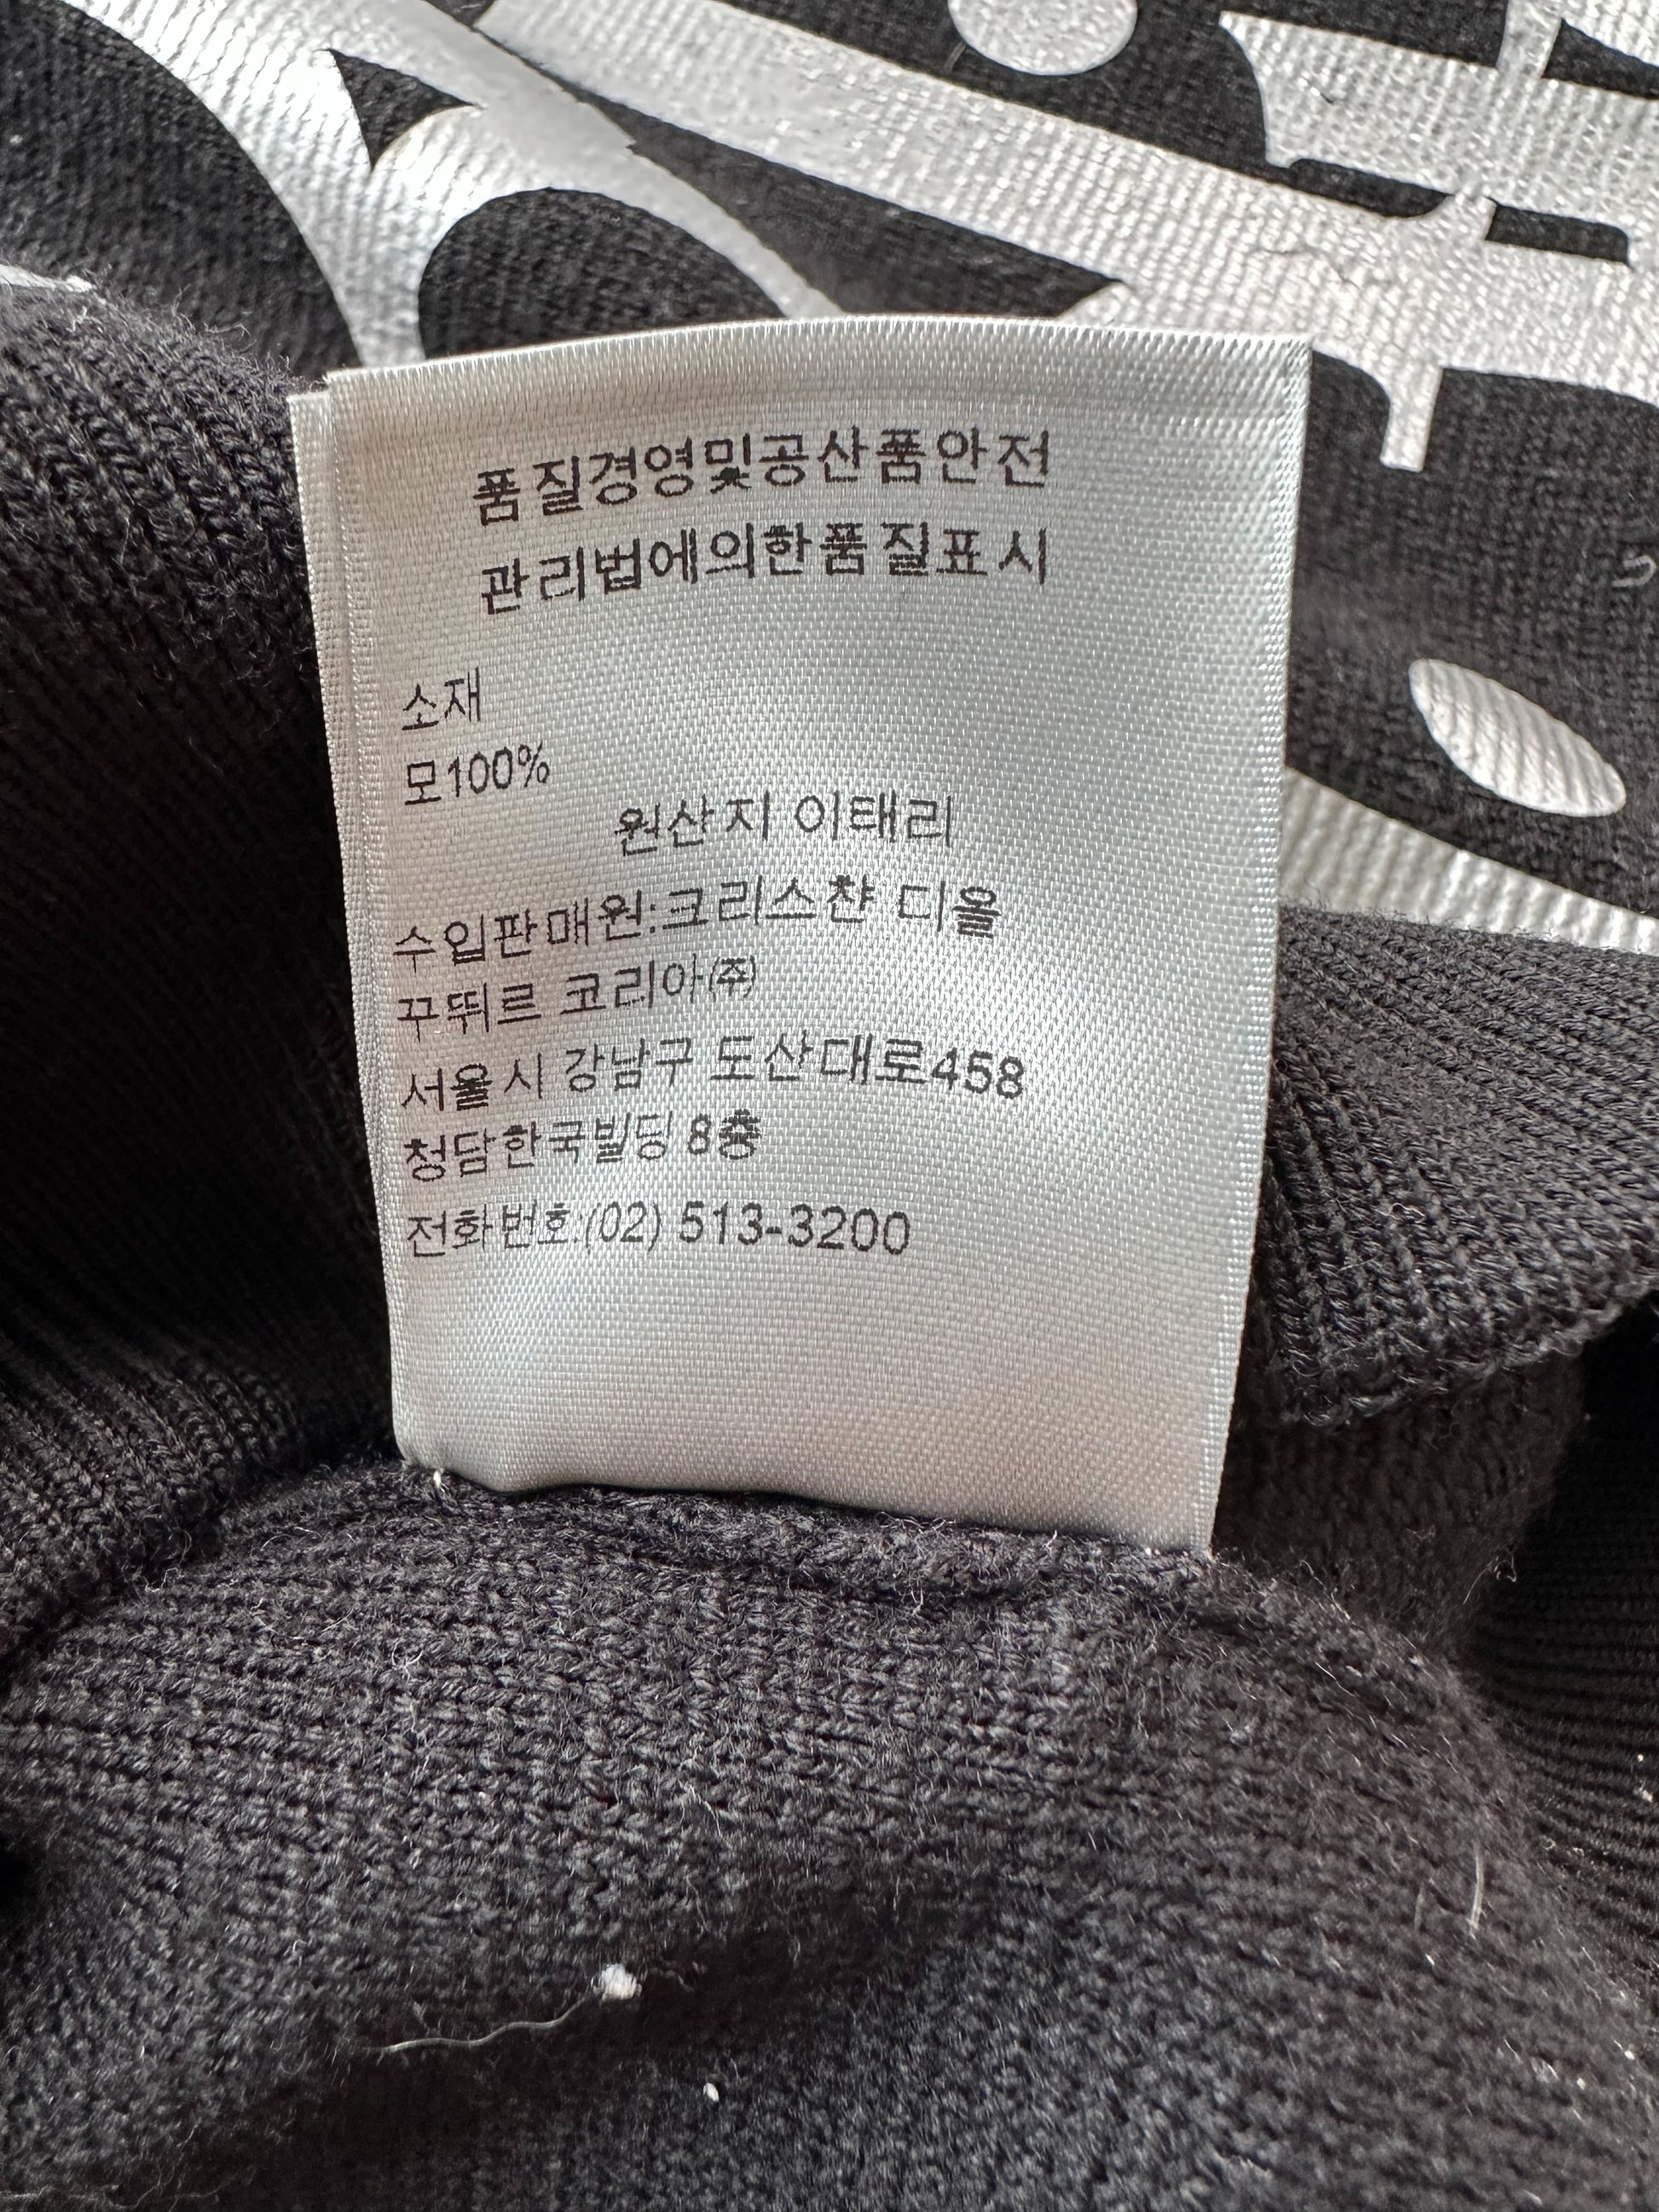 품질경영및공산품안전
관리법에의한품질표시
소재
모100%
원산지 이태리
수입판매원:크리스챤 디올
꾸뛰르 코리아㈜
서울시 강남구 도산대로458
청담한국빌딩 8층
전화번호:(02) 513-3200